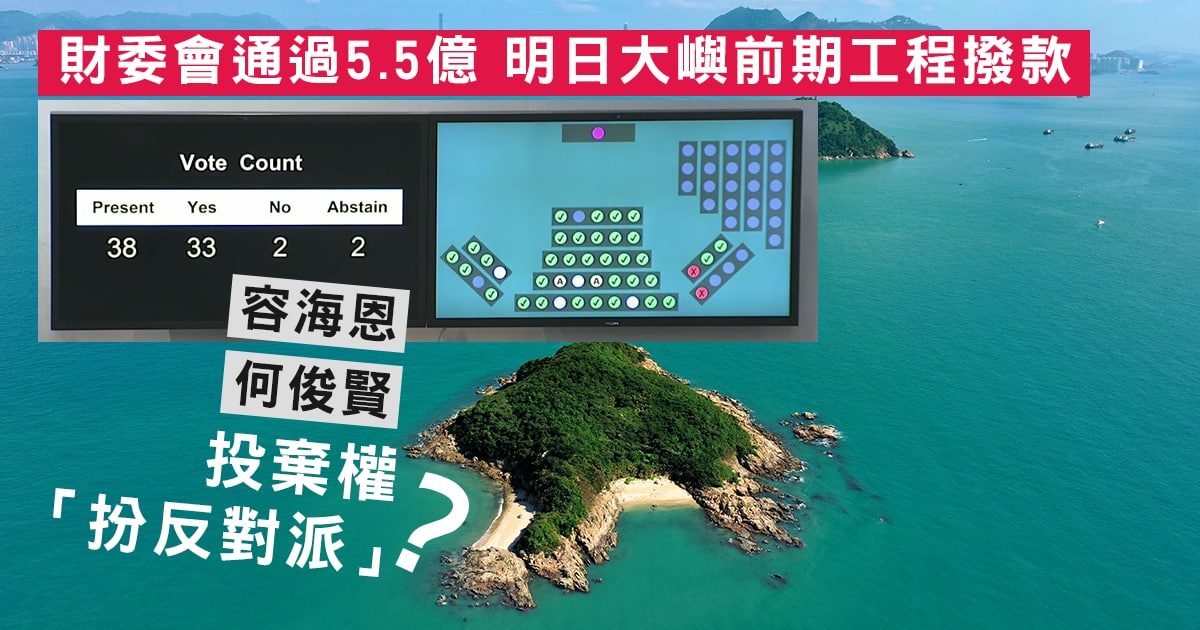 財委會通過5.5億 明日大嶼前期工程撥款
Vote Count
Present Yes No Abstain
38 33 2 2
容海恩
何俊賢
投棄權
「扮反對派」?